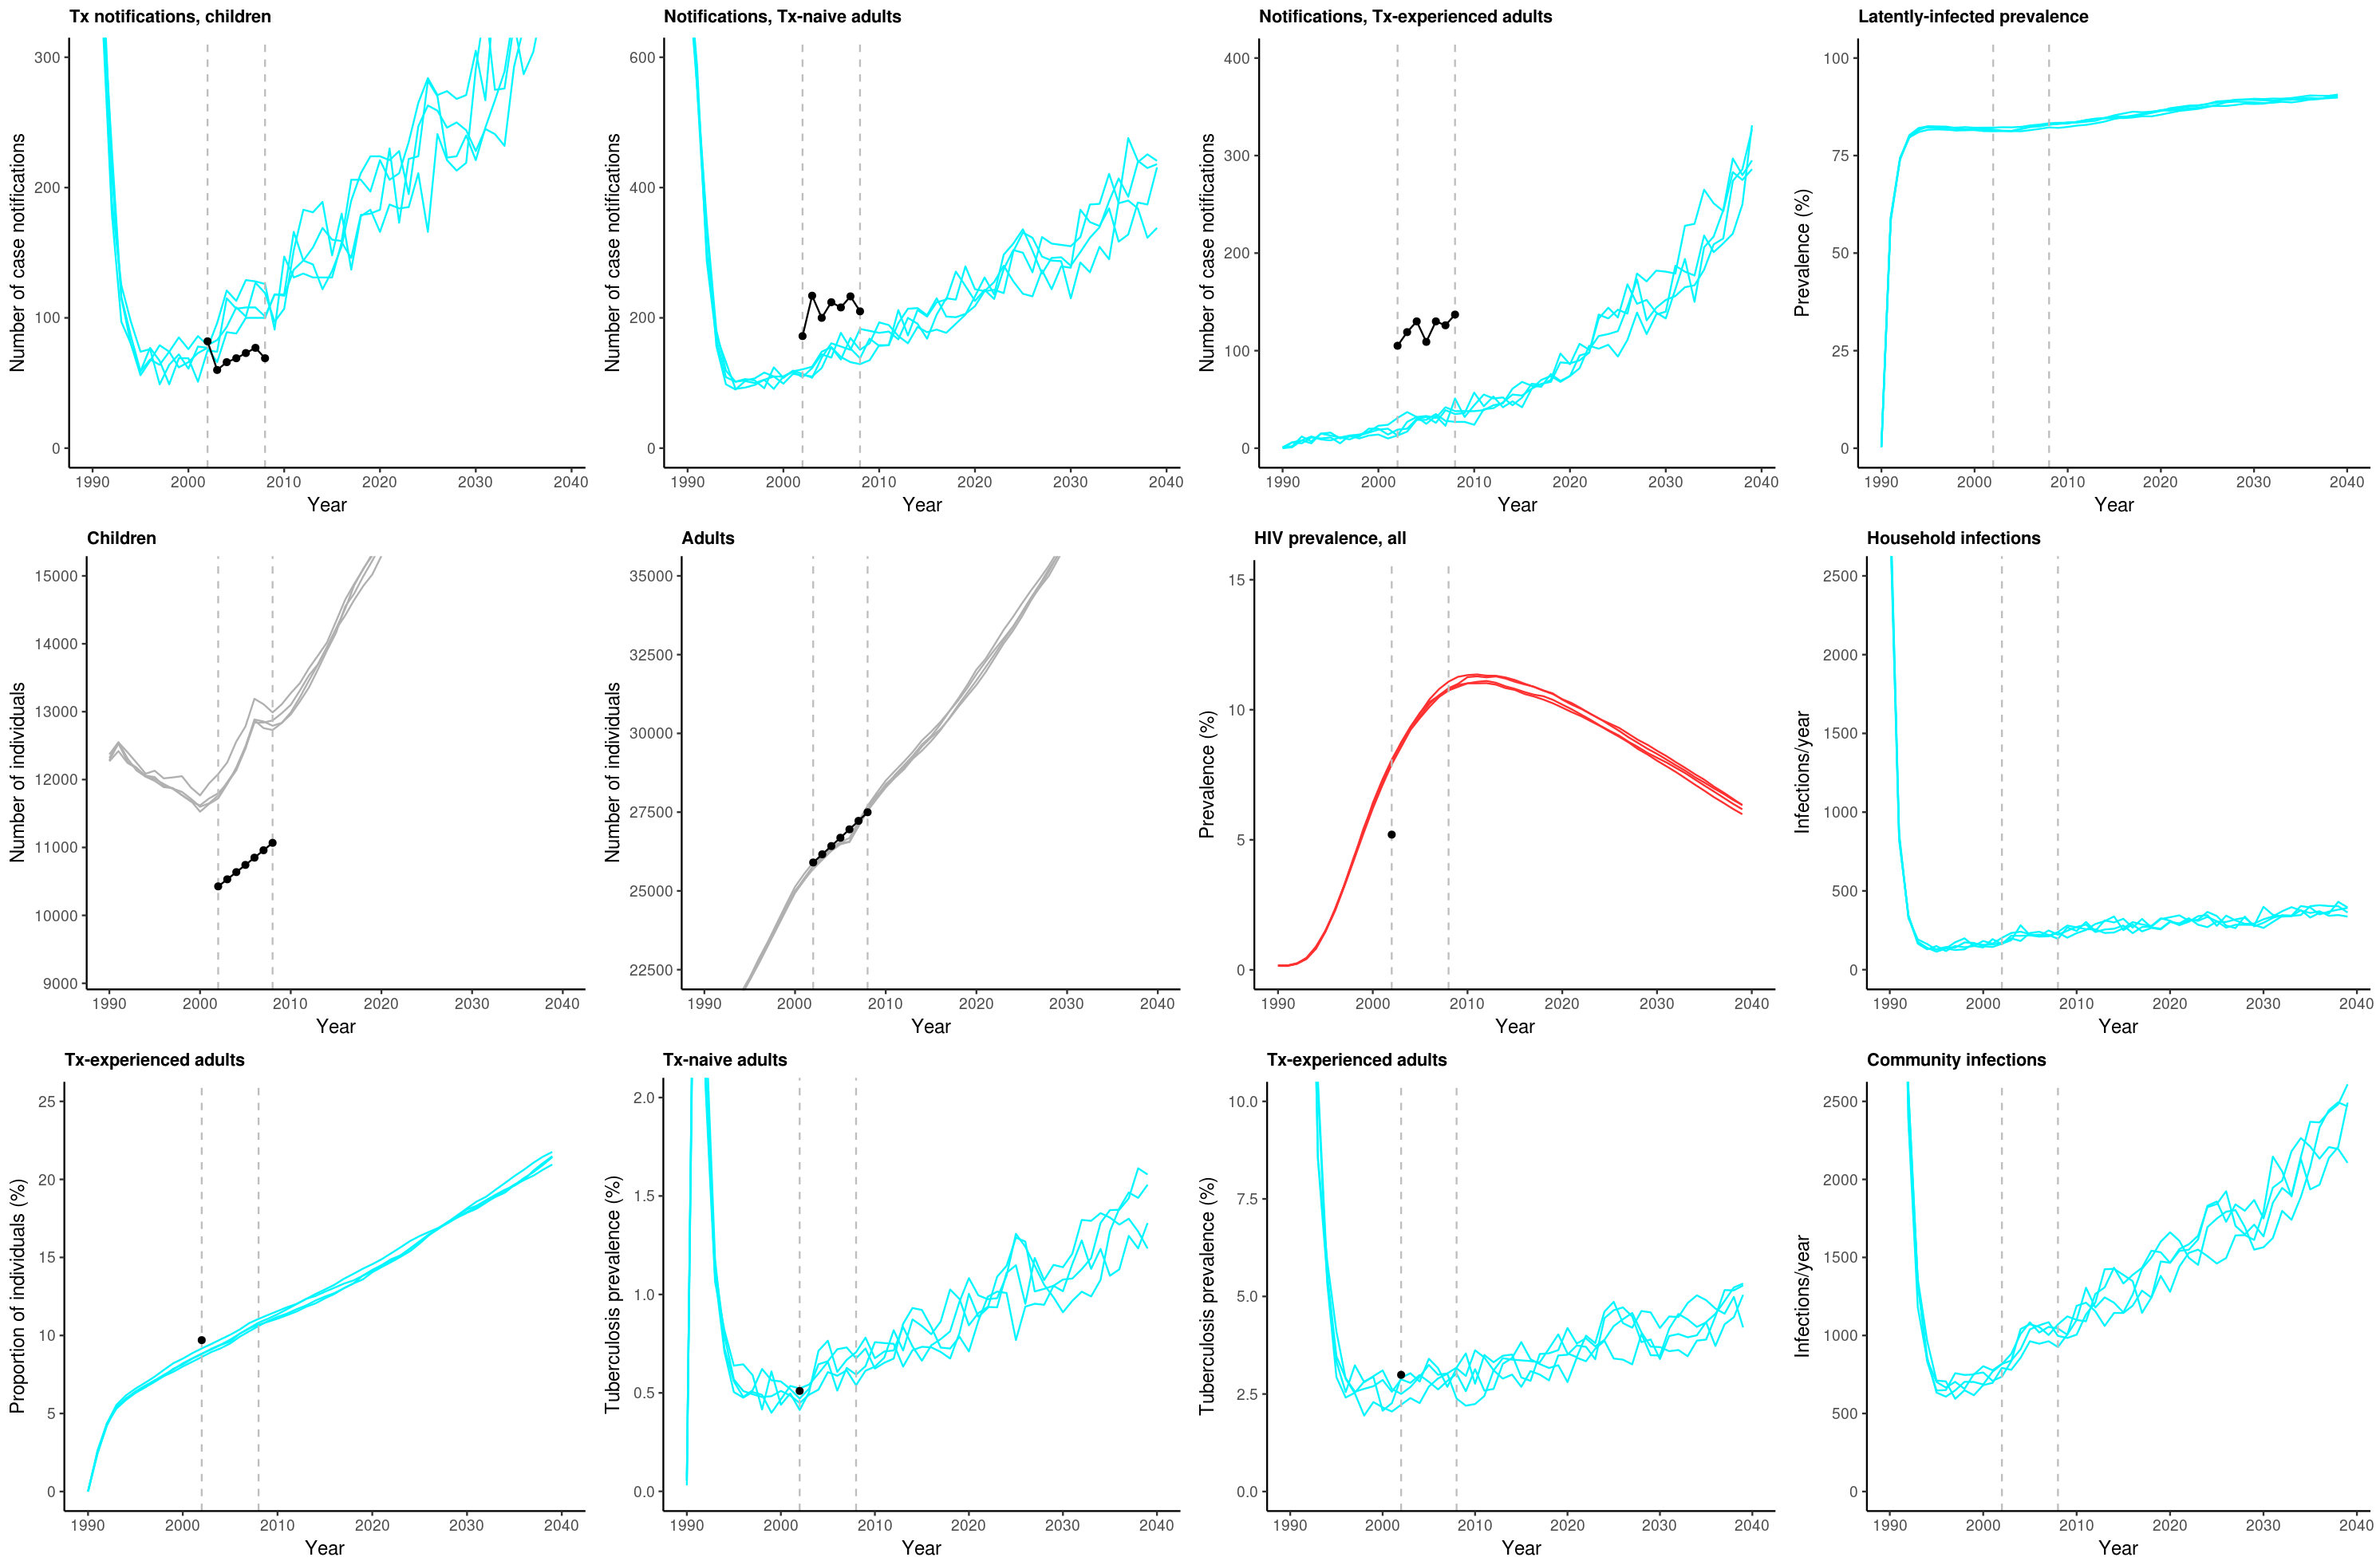 Tx notifications, children
Number of case notifications
300
200
100
0
1990 2000 2010 2020 2030 2040
Year
Notifications, Tx-naive adults
Number of case notifications
600
400
200
0
1990 2000 2010 2020 2030 2040
Year
Notifications, Tx-experienced adults
Number of case notifications
400
300
200
100
0
1990 2000 2010 2020 2030 2040
Year
Latently-infected prevalence
Prevalence (%)
100
75
50
25
0
1990 2000 2010 2020 2030 2040
Year
Children
Number of individuals
15000
14000
13000
12000
11000
10000
9000
1990 2000 2010 2020 2030 2040
Year
Adults
Number of individuals
35000
32500
30000
27500
25000
22500
1990 2000 2010 2020 2030 2040
Year
HIV prevalence, all
Prevalence (%)
15
10
5
0
1990 2000 2010 2020 2030 2040
Year
Household infections
Infections/year
2500
2000
1500
1000
500
0
1990 2000 2010 2020 2030 2040
Year
Tx-experienced adults
Proportion of individuals (%)
25
20
15
10
5
0
1990 2000 2010 2020 2030 2040
Year
Tx-naive adults
Tuberculosis prevalence (%)
2.0
1.5
1.0
0.5
0.0
1990 2000 2010 2020 2030 2040
Year
Tx-experienced adults
Tuberculosis prevalence (%)
10.0
7.5
5.0
2.5
0.0
1990 2000 2010 2020 2030 2040
Year
Community infections
Infections/year
2500
2000
1500
1000
500
0
1990 2000 2010 2020 2030 2040
Year